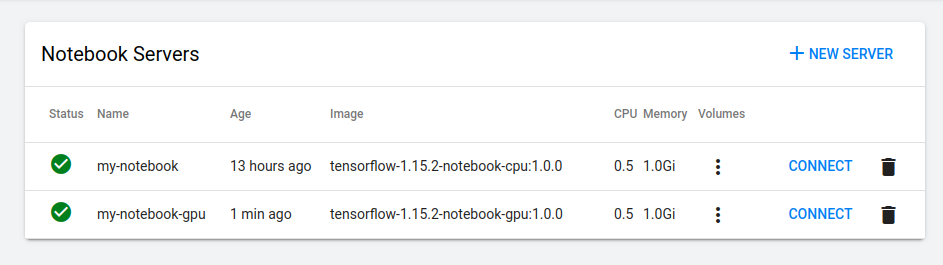 Notebook Servers + NEW SERVER
Status Name Age Image CPU Memory Volumes
my-notebook 13 hours ago tensorflow-1.15.2-notebook-cpu:1.0.0 0.5 1.0Gi CONNECT
my-notebook-gpu 1 min ago tensorflow-1.15.2-notebook-gpu:1.0.0 0.5 1.0Gi CONNECT